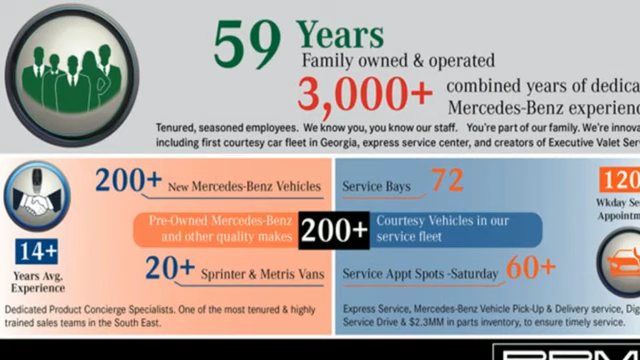 59 Years
Family owned & operated
3,000+ combined years of dedica
Mercedes-Benz experienc
Tenured, seasoned employees. We know you, you know our staff. You're part of our family. We're innova
including first courtesy car fleet in Georgia, express service center, and creators of Executive Valet Ser
200+ New Mercedes-Benz Vehicles
Pre-Owned Mercedes-Benz
and other quality makes
200+
20+ Sprinter & Metris Vans
14+
Years Avg.
Experience
Dedicated Product Concierge Specialists. One of the most tenured & highly
trained sales teams in the South East.
Service Bays 72
Courtesy Vehicles in our
service fleet
Service Appt Spots -Saturday 60+
120
Wkday Se
Appointm
Express Service, Mercedes-Benz Vehicle Pick-Up & Delivery service, Dig
Service Drive & $2.3MM in parts inventory, to ensure timely service.